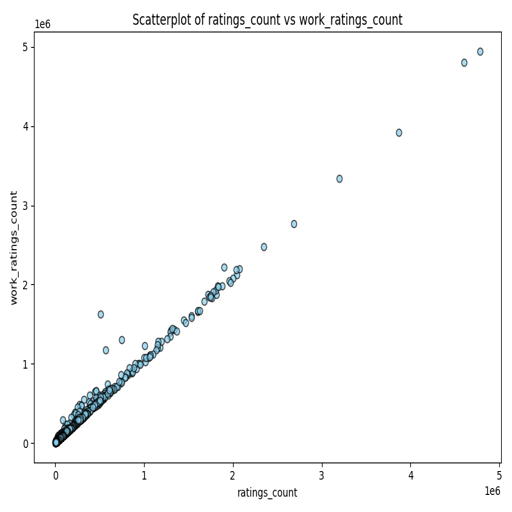 Scatterplot of ratings_count vs work_ratings_count
1e6
5
4
3
2
1
0
work_ratings_count
0 1 2 3 4 5
1e6
ratings_count